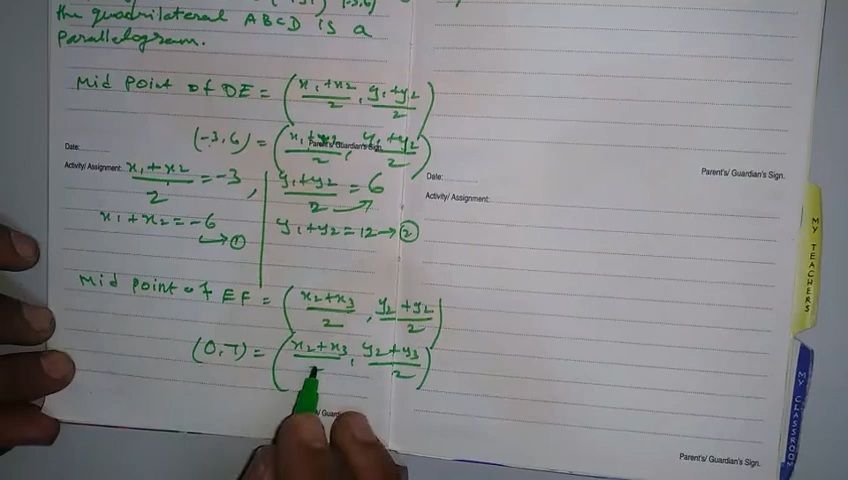 the quadrilateral ABCD is a
Parallelogram.
Mid Point of DE = (x1+x2/2, y1+y2/2)
(-3,6) = (x1+x2/2, y1+y2/2)
Parent's/ Guardian's Sign.
Date:
Activity/ Assignment:
x1+x2/2 = -3, y1+y2/2 = 6
x1+x2 = -6 → ① y1+y2 = 12 → ②
Mid point of EF = (x2+x3/2, y2+y2/2)
(0,7) = (x2+x3/, y2+y3/2)
Parent's/ Guardian's Sign.
Date:
Activity/ Assignment:
Parent's/ Guardian's Sign.
MY TEACHERS
MY CLASSROOM